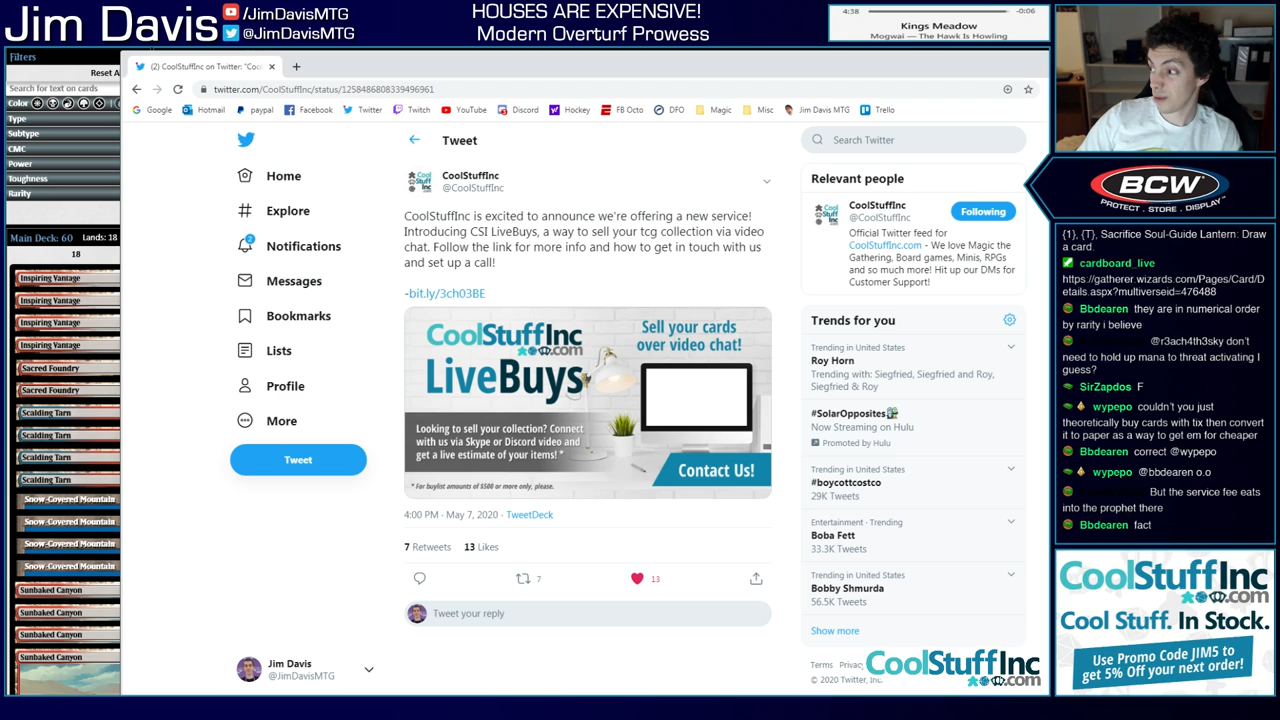 Jim Davis
/JimDavisMTG
@JimDavisMTG
HOUSES ARE EXPENSIVE!
Modern Overturf Prowess
4:38
-0:06
Kings Meadow
Mogwai — The Hawk Is Howling
Filters
Reset A
Search for text on cards
Color
Type
Subtype
CMC
Power
Toughness
Rarity
Main Deck: 60 Lands: 18
18
Inspiring Vantage
Inspiring Vantage
Inspiring Vantage
Inspiring Vantage
Sacred Foundry
Sacred Foundry
Scalding Tarn
Scalding Tarn
Scalding Tarn
Scalding Tarn
Snow-Covered Mountain
Snow-Covered Mountain
Snow-Covered Mountain
Snow-Covered Mountain
Sunbaked Canyon
Sunbaked Canyon
Sunbaked Canyon
Sunbaked Canyon
(2) CoolStuffInc on Twitter: "Coo
twitter.com/CoolStuffInc/status/1258486808339496961
Google Hotmail paypal Facebook Twitter Twitch YouTube Discord Hockey FB Octo DFO Magic Misc Jim Davis MTG Trello
Home
Explore
2
Notifications
Messages
Bookmarks
Lists
Profile
More
Tweet
Jim Davis
@JimDavisMTG
Tweet
CoolStuffInc
@CoolStuffInc
CoolStuffInc is excited to announce we're offering a new service!
Introducing CSI LiveBuys, a way to sell your tcg collection via video
chat. Follow the link for more info and how to get in touch with us
and set up a call!
-bit.ly/3ch03BE
CoolStuffInc
.com
LiveBuys
Sell your cards
over video chat!
Looking to sell your collection? Connect
with us via Skype or Discord video and
get a live estimate of your items! *
Contact Us!
* For buylist amounts of $500 or more only, please.
4:00 PM · May 7, 2020 · TweetDeck
7 Retweets 13 Likes
7
13
Tweet your reply
Search Twitter
Relevant people
CoolStuffInc
@CoolStuffInc
Following
Official Twitter feed for
CoolStuffInc.com - We love Magic the
Gathering, Board games, Minis, RPGs
and so much more! Hit up our DMs for
Customer Support!
Trends for you
Trending in United States
Roy Horn
Trending with: Siegfried, Siegfried and Roy,
Siegfried & Roy
#SolarOpposites
Now Streaming on Hulu
Promoted by Hulu
Trending in United States
#boycottcostco
29K Tweets
Entertainment · Trending
Boba Fett
33.3K Tweets
Trending in United States
Bobby Shmurda
56.5K Tweets
Show more
Terms Privac
© 2020 Twitter, Inc.
CoolStuffInc
.com
BCW
PROTECT. STORE. DISPLAY.™
{1}, {T}, Sacrifice Soul-Guide Lantern: Draw
a card.
cardboard_live
https://gatherer.wizards.com/Pages/Card/D
etails.aspx?multiverseid=476488
Bbdearen they are in numerical order
by rarity i believe
@r3ach4th3sky don't
need to hold up mana to threat activating I
guess?
SirZapdos F
wypepo couldn't you just
theoretically buy cards with tix then convert
it to paper as a way to get em for cheaper
Bbdearen correct @wypepo
wypepo @bbdearen o.o
But the service fee eats
into the prophet there
Bbdearen fact
CoolStuffInc
.com
Cool Stuff. In Stock.
Use Promo Code JIM5 to
get 5% Off your next order!